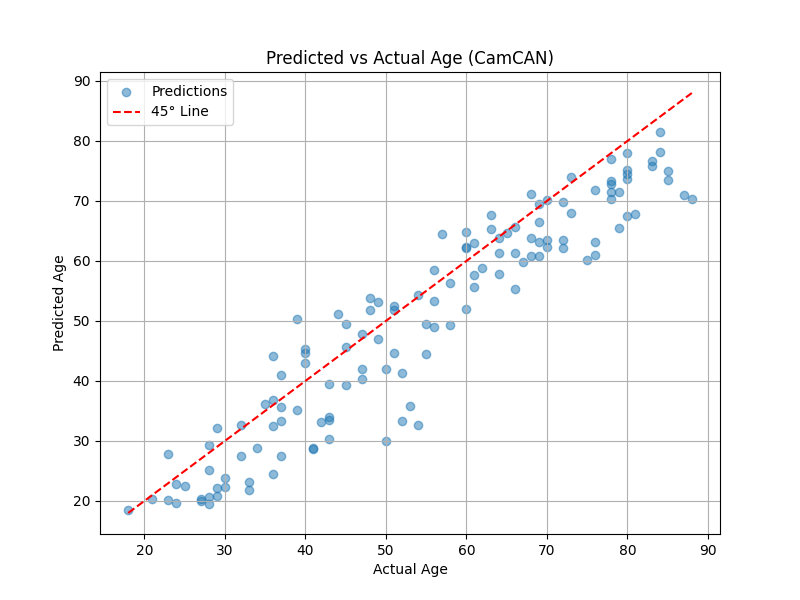 Predicted vs Actual Age (CamCAN)
Predictions
45° Line
90
80
70
60
50
40
30
20
Predicted Age
20 30 40 50 60 70 80 90
Actual Age